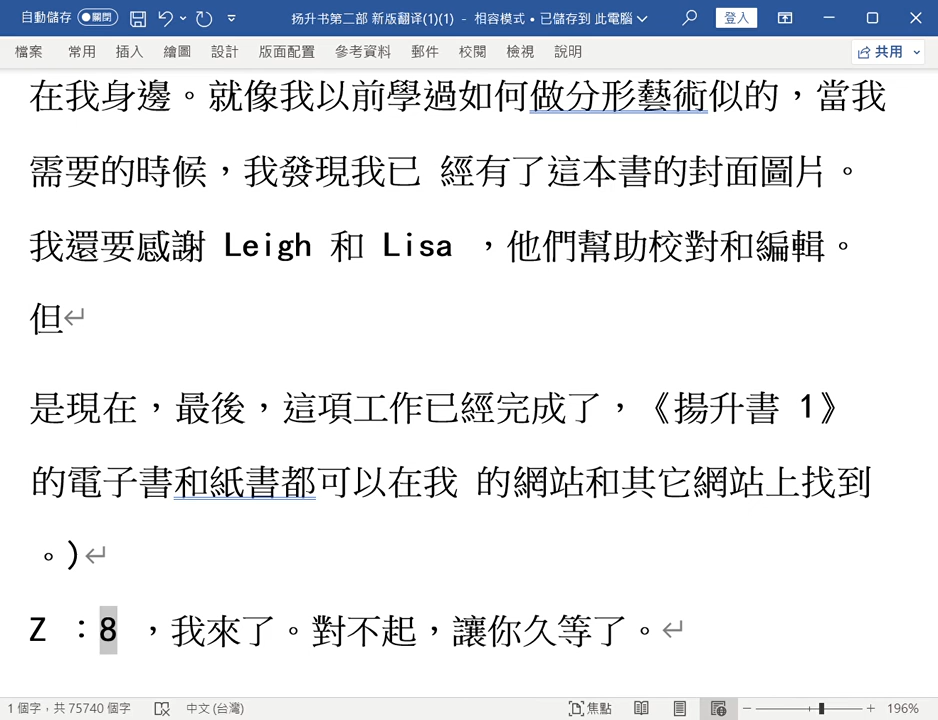 自動儲存 關閉 扬升书第二部 新版翻译(1)(1) - 相容模式 • 已儲存到 此電腦 登入
檔案 常用 插入 繪圖 設計 版面配置 參考資料 郵件 校閱 檢視 說明 共用
在我身邊。就像我以前學過如何做分形藝術似的，當我
需要的時候，我發現我已 經有了這本書的封面圖片。
我還要感謝 Leigh 和 Lisa ，他們幫助校對和編輯。
但
是現在，最後，這項工作已經完成了，《揚升書 1》
的電子書和紙書都可以在我 的網站和其它網站上找到
。)
Z ：8 ，我來了。對不起，讓你久等了。
1 個字，共 75740 個字 中文 (台灣) 焦點 196%